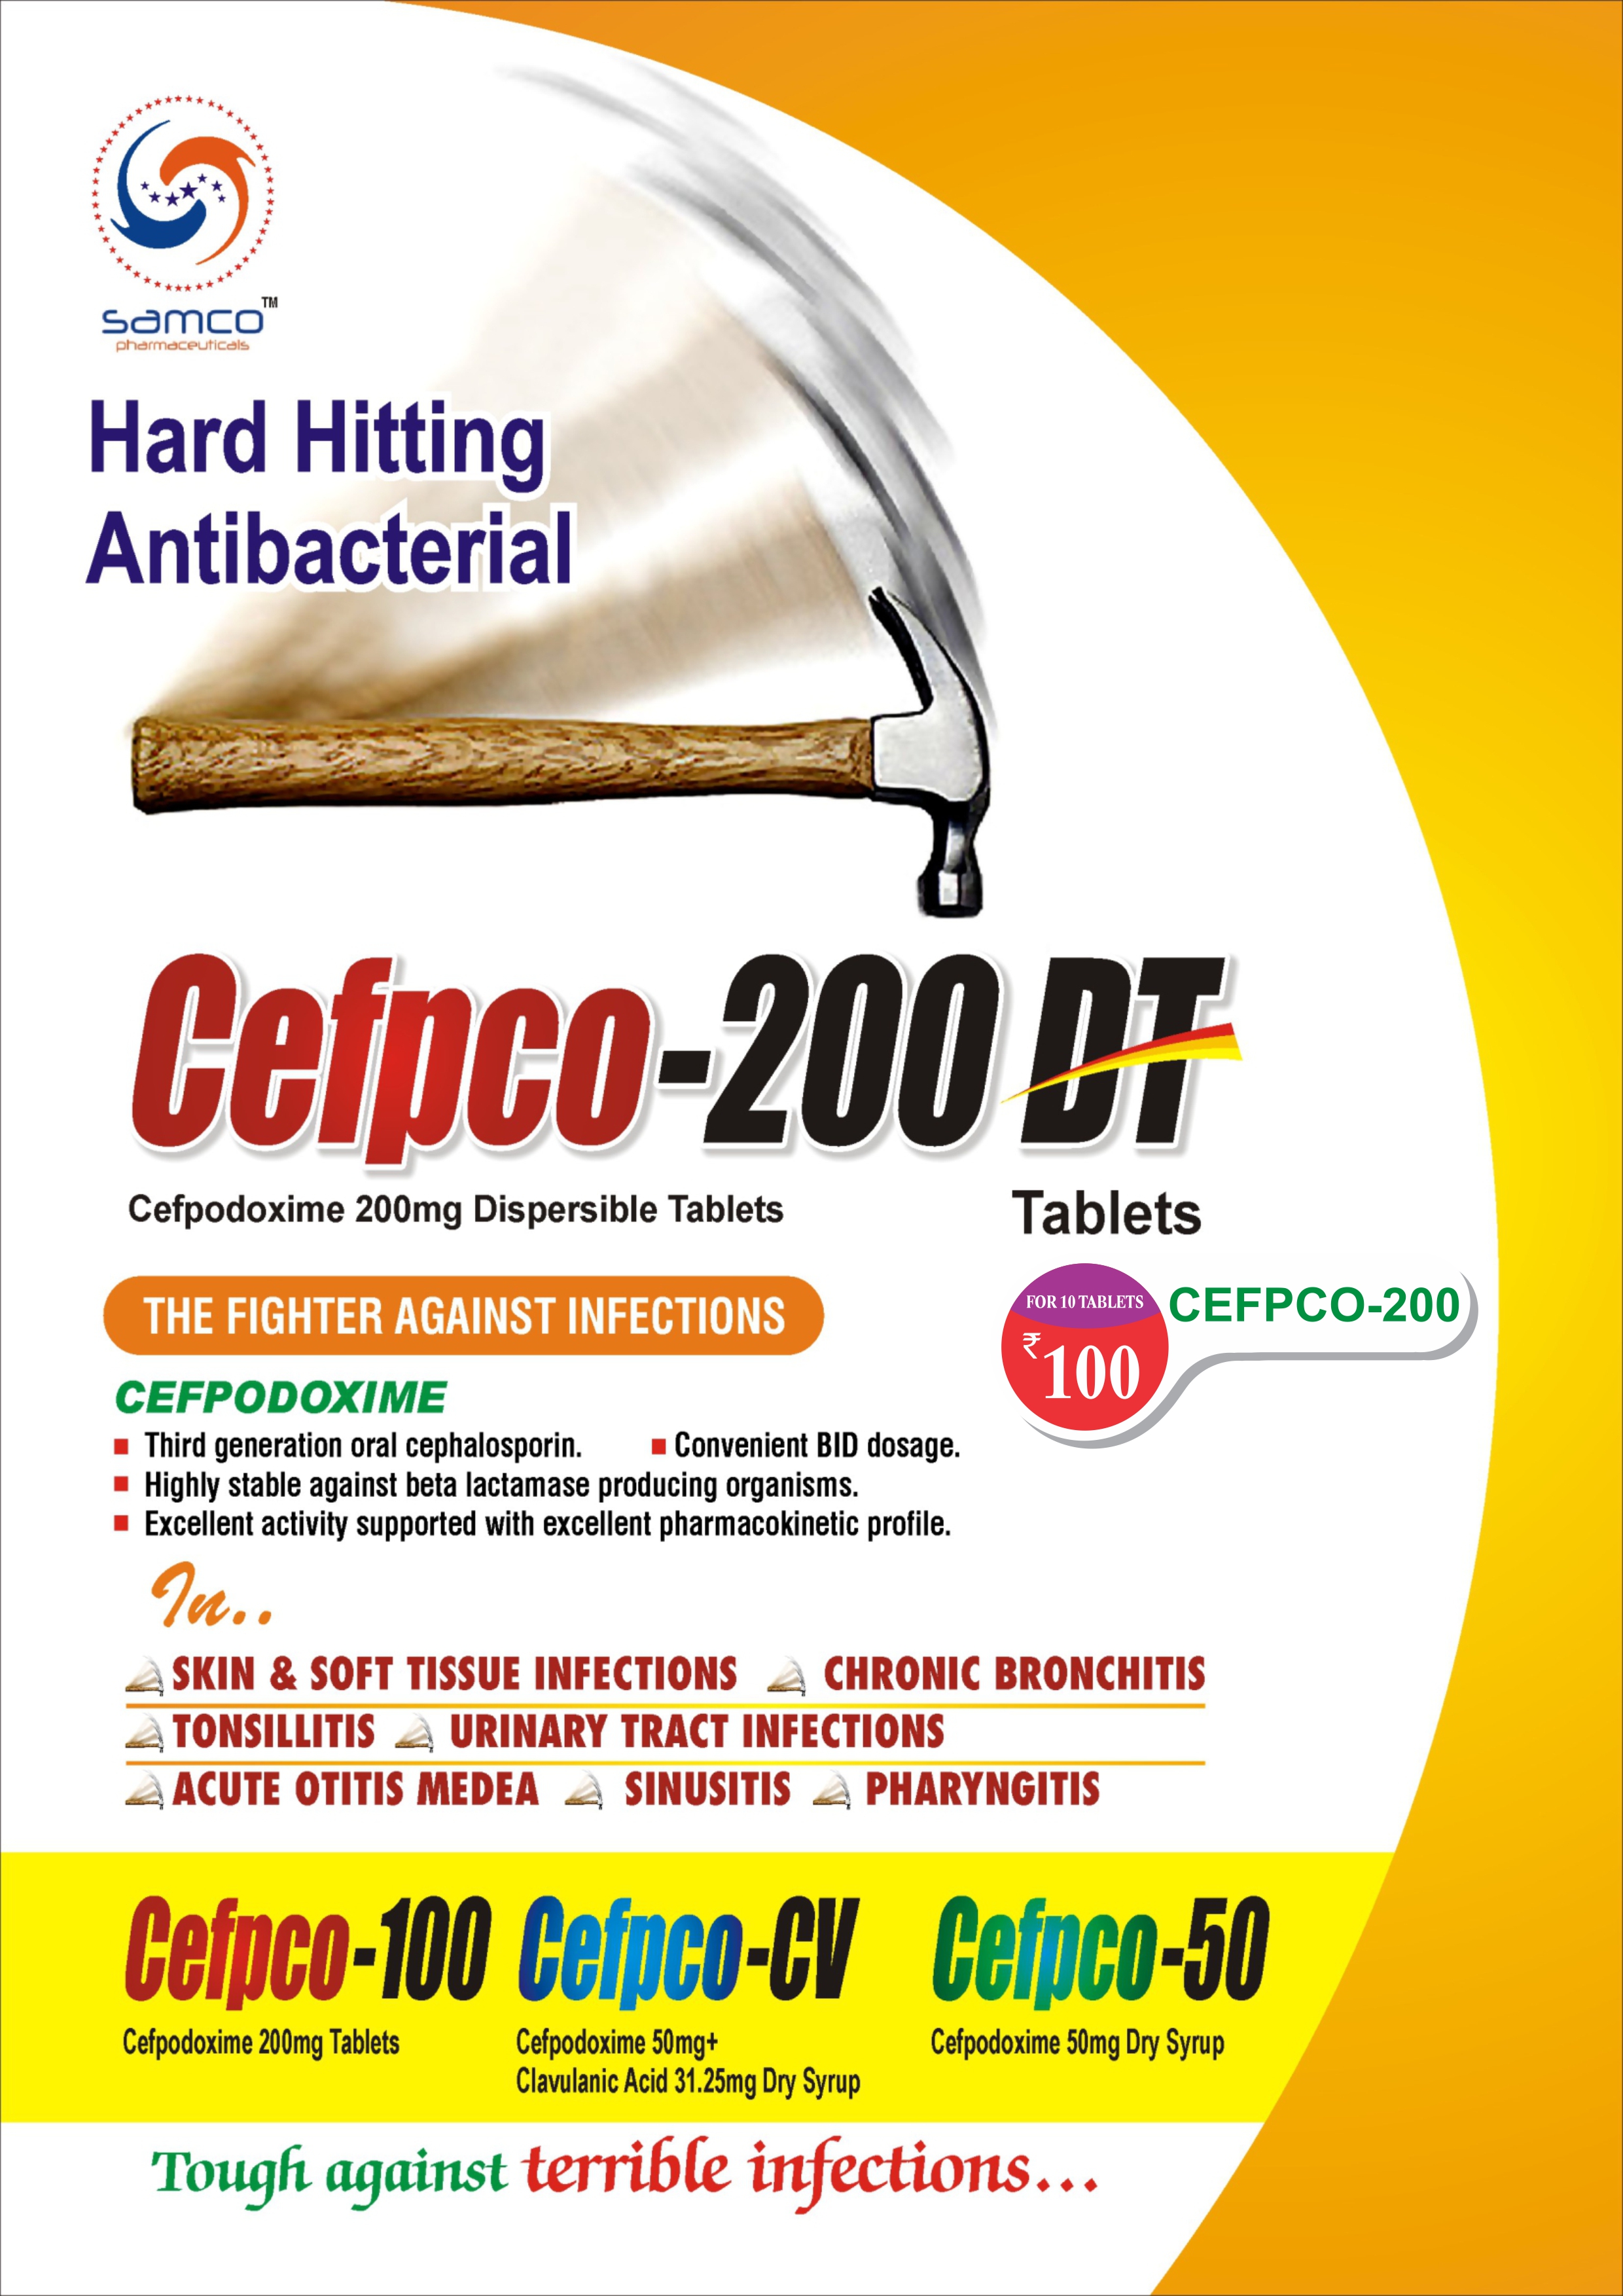 samco™
pharmaceuticals
Hard Hitting
Antibacterial
Cefpco-200 DT
Cefpodoxime 200mg Dispersible Tablets
Tablets
THE FIGHTER AGAINST INFECTIONS
FOR 10 TABLETS
₹100
CEFPCO-200
CEFPODOXIME
Third generation oral cephalosporin.
Convenient BID dosage.
Highly stable against beta lactamase producing organisms.
Excellent activity supported with excellent pharmacokinetic profile.
In..
SKIN & SOFT TISSUE INFECTIONS CHRONIC BRONCHITIS
TONSILLITIS URINARY TRACT INFECTIONS
ACUTE OTITIS MEDEA SINUSITIS PHARYNGITIS
Cefpco-100
Cefpodoxime 200mg Tablets
Cefpco-CV
Cefpodoxime 50mg+
Clavulanic Acid 31.25mg Dry Syrup
Cefpco-50
Cefpodoxime 50mg Dry Syrup
Tough against terrible infections...